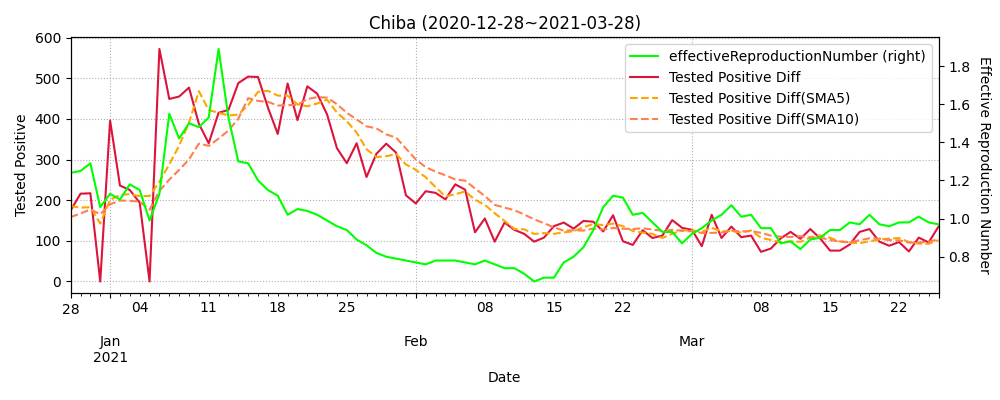 Chiba (2020-12-28~2021-03-28)
600
500
400
300
200
100
0
Tested Positive
effectiveReproductionNumber (right)
Tested Positive Diff
Tested Positive Diff(SMA5)
Tested Positive Diff(SMA10)
1.8
1.6
1.4
1.2
1.0
0.8
Effective Reproduction Number
28 04 11 18 25 08 15 22 08 15 22
Jan Feb Mar
2021
Date